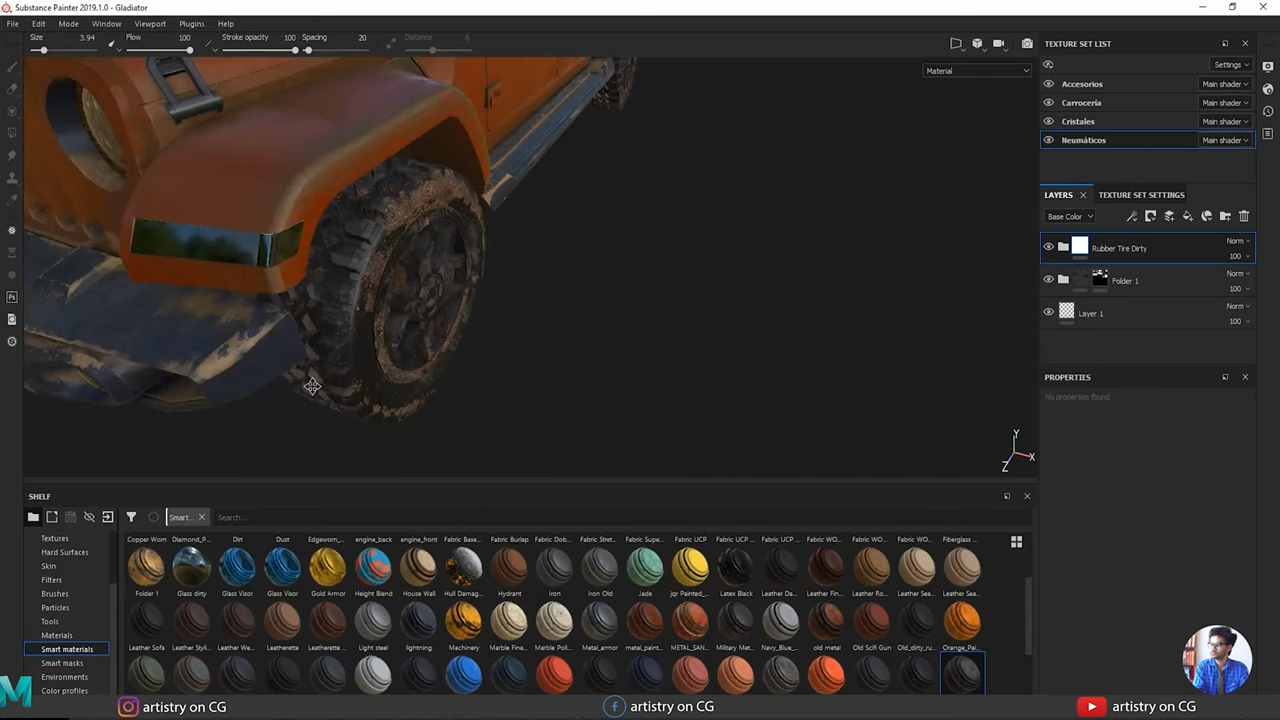 Substance Painter 2019.1.0 - Gladiator
File Edit Mode Window Viewport Plugins Help
Size 3.94 Flow 100 Stroke opacity 100 Spacing 20 Distance 8
Material
TEXTURE SET LIST
Settings
Accesorios Main shader
Carrocería Main shader
Cristales Main shader
Neumáticos Main shader
LAYERS TEXTURE SET SETTINGS
Base Color
Rubber Tire Dirty Norm 100
Folder 1 Norm 100
Layer 1 Norm 100
PROPERTIES
No properties found
Y
X
Z
SHELF
Smart... Search...
Textures
Hard Surfaces
Skin
Filters
Brushes
Particles
Tools
Materials
Smart materials
Smart masks
Environments
Color profiles
Copper Worn Diamond_P... Dirt Dust Edgeworn_... engine_back engine_front Fabric Base... Fabric Burlap Fabric Dob... Fabric Stret... Fabric Supe... Fabric UCP Fabric UCP ... Fabric WO... Fabric WO... Fabric WO... Fiberglass ...
Folder 1 Glass dirty Glass Visor Glass Visor Gold Armor Height Blend House Wall Hull Damag... Hydrant Iron Iron Old Jade jqr Painted_... Latex Black Leather Da... Leather Fin... Leather Ro... Leather Sea...
Leather Sofa Leather Styli... Leather We... Leatherette Leatherette ... Light steel lightning Machinery Marble Fine... Marble Poli... Metal_armor metal_paint... METAL_SAN... Military Mat... Navy_Blue_... old metal Old Scifi Gun Old_dirty_ru... Orange_Pai...
M
artistry on CG
artistry on CG
artistry on CG